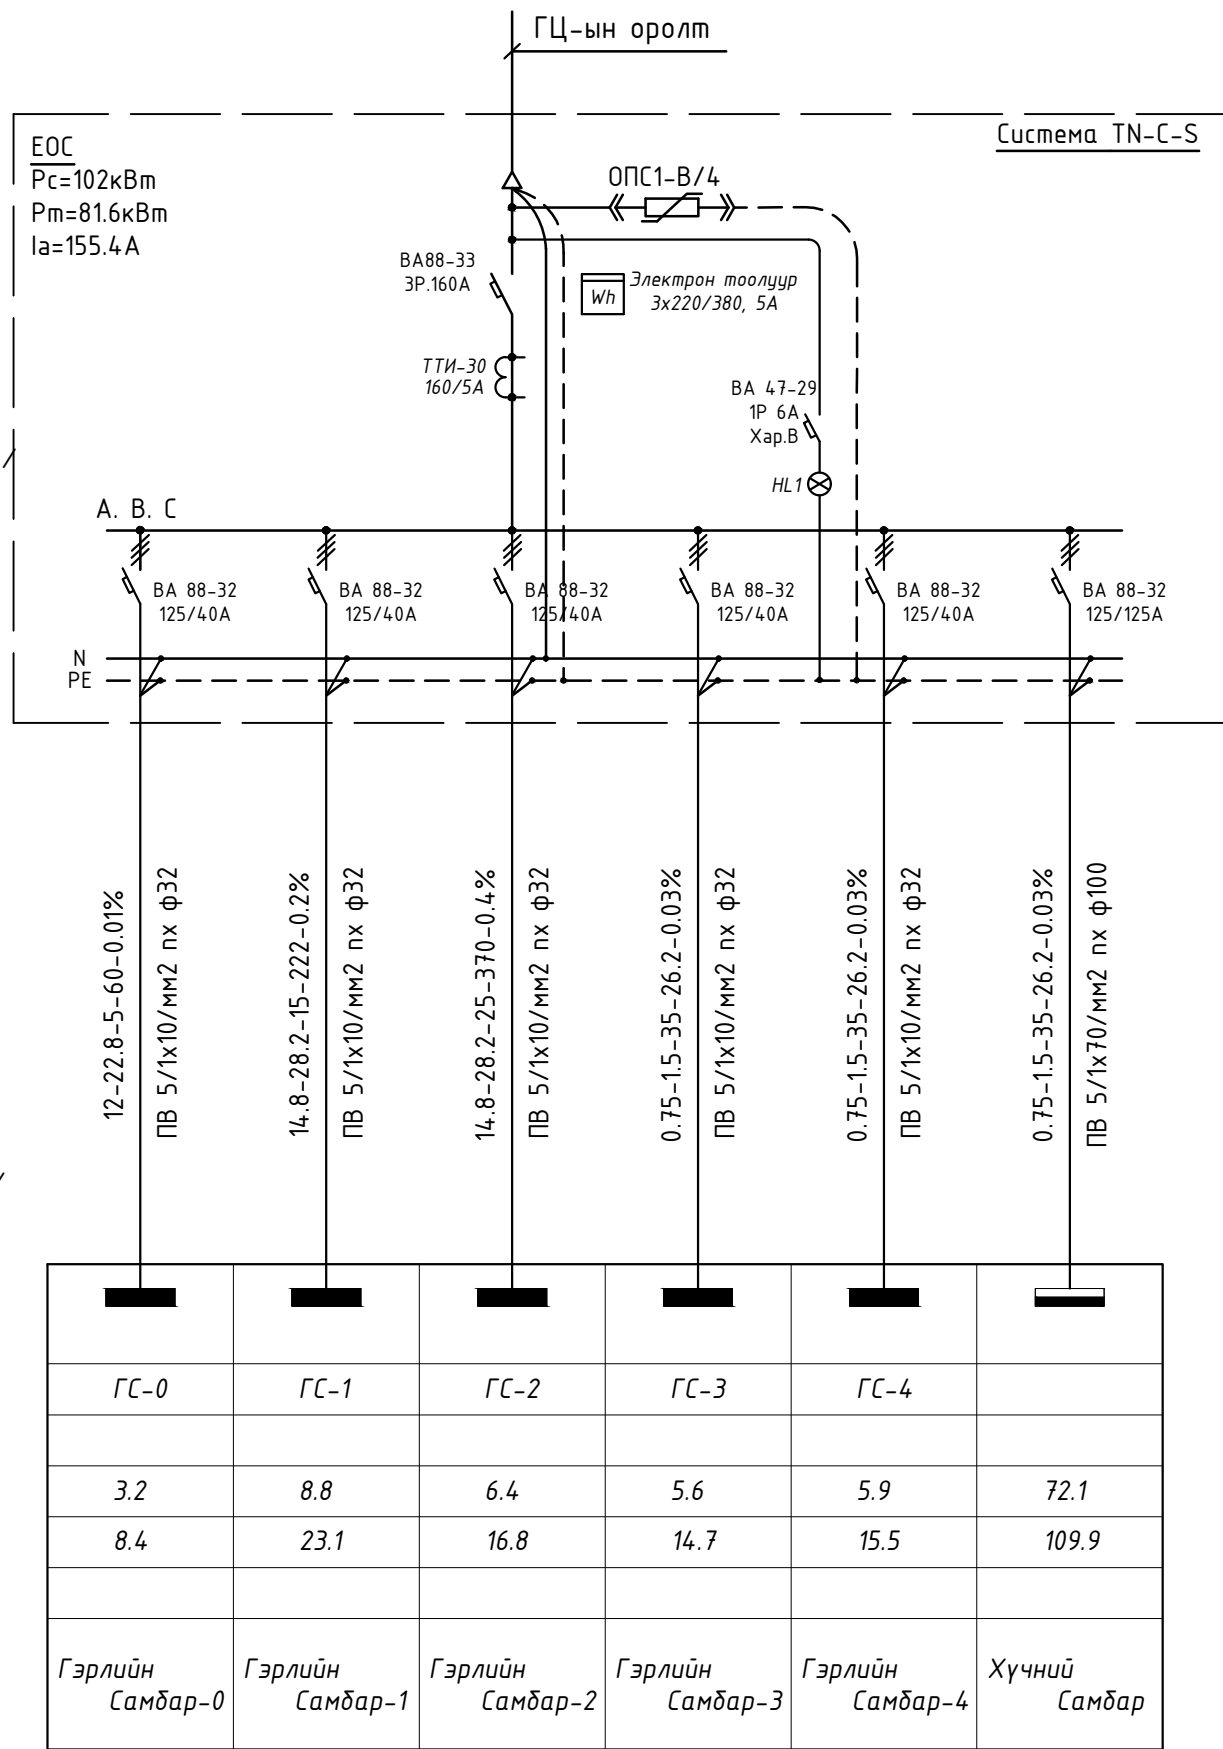 ГЦ-ын оролт
Система TN-C-S
ЕОС
Рс=102кВт
Рт=81.6кВт
Ia=155.4А
ОПС1-В/4
ВА88-33
3Р.160А
Wh
Электрон тоолуур
3х220/380, 5А
ТТИ-30
160/5А
ВА 47-29
1Р 6А
Хар.В
HL1
А. В. С
ВА 88-32
125/40А
ВА 88-32
125/40А
ВА 88-32
125/40А
ВА 88-32
125/40А
ВА 88-32
125/40А
ВА 88-32
125/125А
N
PE
12-22.8-5-60-0.01%
ПВ 5/1х10/мм2 пх ф32
14.8-28.2-15-222-0.2%
ПВ 5/1х10/мм2 пх ф32
14.8-28.2-25-370-0.4%
ПВ 5/1х10/мм2 пх ф32
0.75-1.5-35-26.2-0.03%
ПВ 5/1х10/мм2 пх ф32
0.75-1.5-35-26.2-0.03%
ПВ 5/1х10/мм2 пх ф32
0.75-1.5-35-26.2-0.03%
ПВ 5/1х70/мм2 пх ф100
ГС-0 ГС-1 ГС-2 ГС-3 ГС-4
3.2 8.8 6.4 5.6 5.9 72.1
8.4 23.1 16.8 14.7 15.5 109.9
Гэрлийн
Самбар-0
Гэрлийн
Самбар-1
Гэрлийн
Самбар-2
Гэрлийн
Самбар-3
Гэрлийн
Самбар-4
Хүчний
Самбар